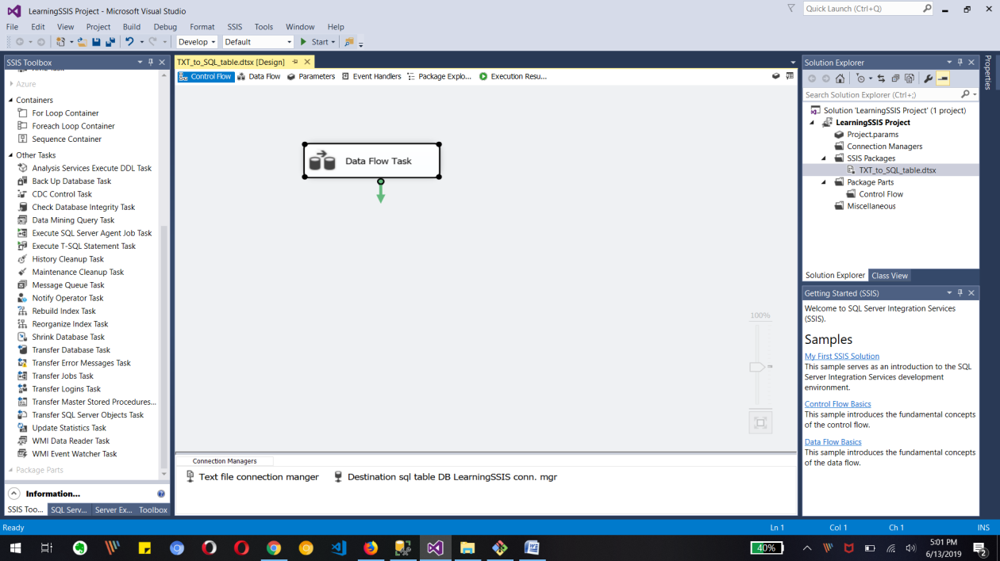 LearningSSIS Project - Microsoft Visual Studio
Quick Launch (Ctrl+Q)
File Edit View Project Build Debug Format SSIS Tools Window Help
Develop Default Start
SSIS Toolbox
Azure
Containers
For Loop Container
Foreach Loop Container
Sequence Container
Other Tasks
Analysis Services Execute DDL Task
Back Up Database Task
CDC Control Task
Check Database Integrity Task
Data Mining Query Task
Execute SQL Server Agent Job Task
Execute T-SQL Statement Task
History Cleanup Task
Maintenance Cleanup Task
Message Queue Task
Notify Operator Task
Rebuild Index Task
Reorganize Index Task
Shrink Database Task
Transfer Database Task
Transfer Error Messages Task
Transfer Jobs Task
Transfer Logins Task
Transfer Master Stored Procedures...
Transfer SQL Server Objects Task
Update Statistics Task
WMI Data Reader Task
WMI Event Watcher Task
Package Parts
Information...
SSIS Too... SQL Serv... Server Ex... Toolbox
TXT_to_SQL_table.dtsx [Design]
Control Flow Data Flow Parameters Event Handlers Package Explo... Execution Resu...
Data Flow Task
100%
Connection Managers
Text file connection manger Destination sql table DB LearningSSIS conn. mgr
Solution Explorer
Search Solution Explorer (Ctrl+;)
Solution 'LearningSSIS Project' (1 project)
LearningSSIS Project
Project.params
Connection Managers
SSIS Packages
TXT_to_SQL_table.dtsx
Package Parts
Control Flow
Miscellaneous
Solution Explorer Class View
Getting Started (SSIS)
Welcome to SQL Server Integration Services
(SSIS).
Samples
My First SSIS Solution
This sample serves as an introduction to the SQL
Server Integration Services development
environment.
Control Flow Basics
This sample introduces the fundamental concepts
of the control flow.
Data Flow Basics
This sample introduces the fundamental concepts
of the data flow.
Properties
Ready Ln 1 Col 1 Ch 1 INS
40%
5:01 PM
6/13/2019
2